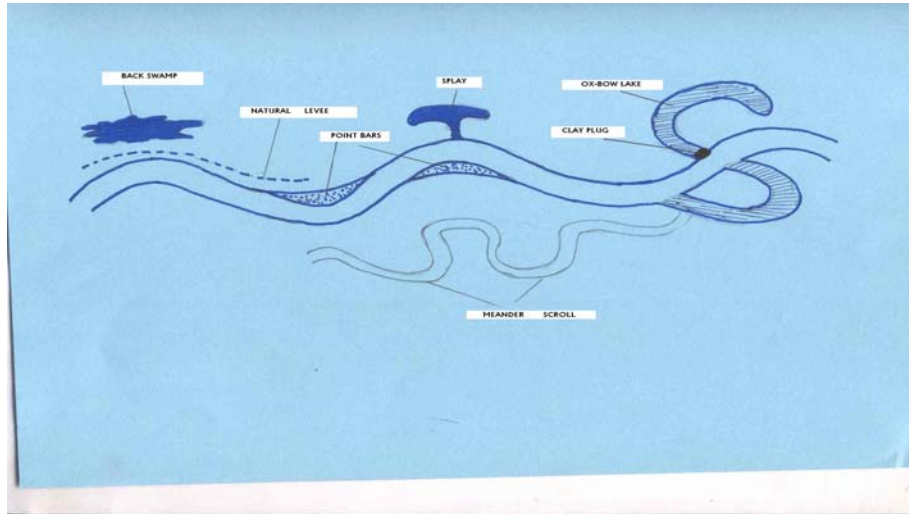 BACK SWAMP
SPLAY
OX-BOW LAKE
NATURAL LEVEE
POINT BARS
CLAY PLUG
MEANDER SCROLL